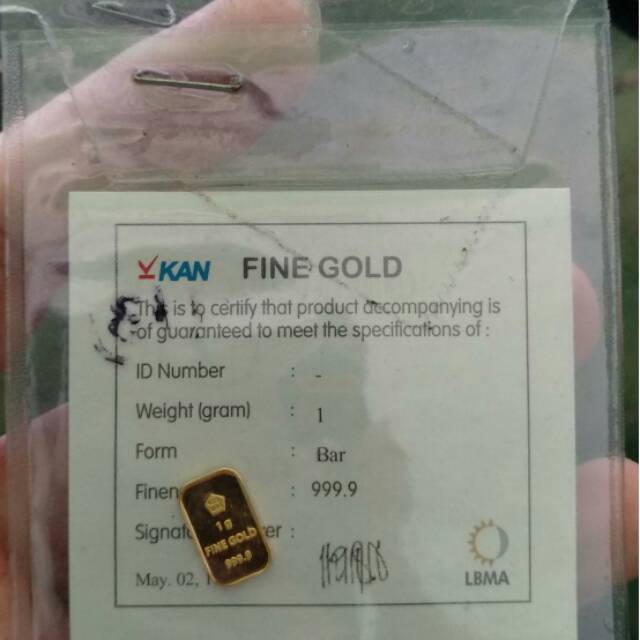 KAN FINE GOLD
This is to certify that product accompanying is
of guaranteed to meet the specifications of :
ID Number : -
Weight (gram) : 1
Form : Bar
: 999.9
:
May. 02,
LBMA
1 g
FINE GOLD
999.9